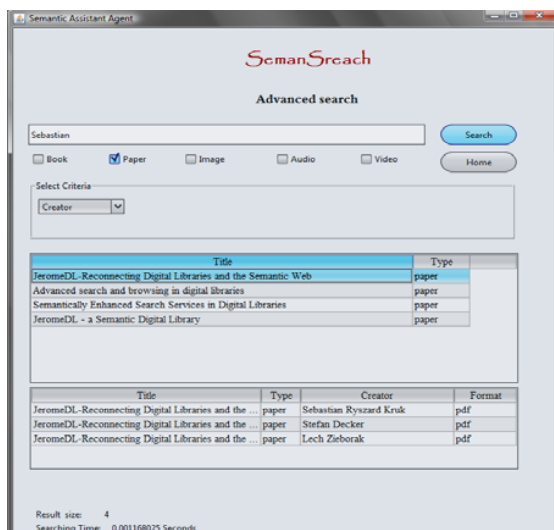 Semantic Assistant Agent
SemanSreach
Advanced search
Sebastian Search
Book Paper Image Audio Video Home
Select Criteria
Creator
Title Type
JeromeDL-Reconnecting Digital Libraries and the Semantic Web paper
Advanced search and browsing in digital libraries paper
Semantically Enhanced Search Services in Digital Libraries paper
JeromeDL - a Semantic Digital Library paper
Title Type Creator Format
JeromeDL-Reconnecting Digital Libraries and the ... paper Sebastian Ryszard Kruk pdf
JeromeDL-Reconnecting Digital Libraries and the ... paper Stefan Decker pdf
JeromeDL-Reconnecting Digital Libraries and the ... paper Lech Zieborak pdf
Result size: 4
Searching Time: 0.001168025 Seconds